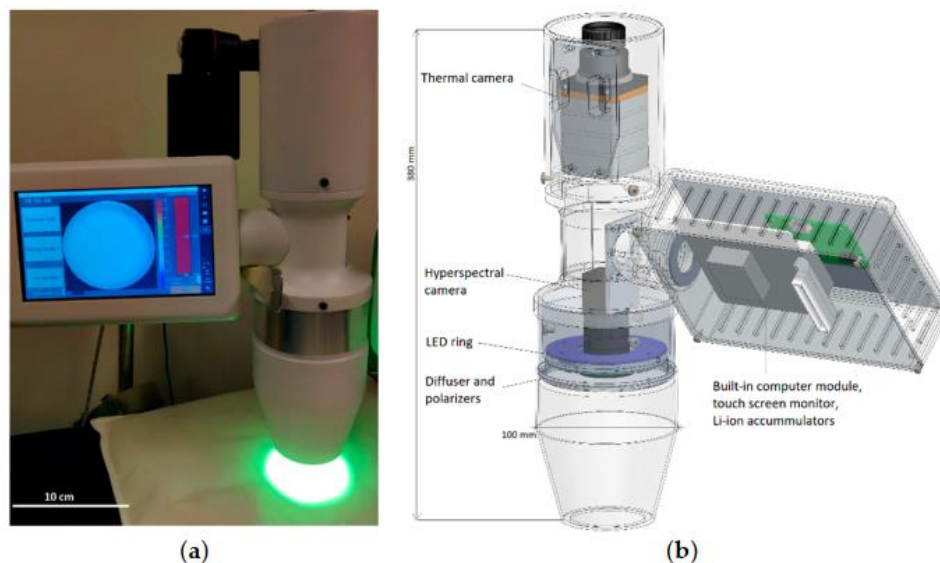 10 cm
(a)
380 mm
Thermal camera
Hyperspectral
camera
LED ring
Diffuser and
polarizers
100 mm
Built-in computer module,
touch screen monitor,
Li-ion accummulators
(b)